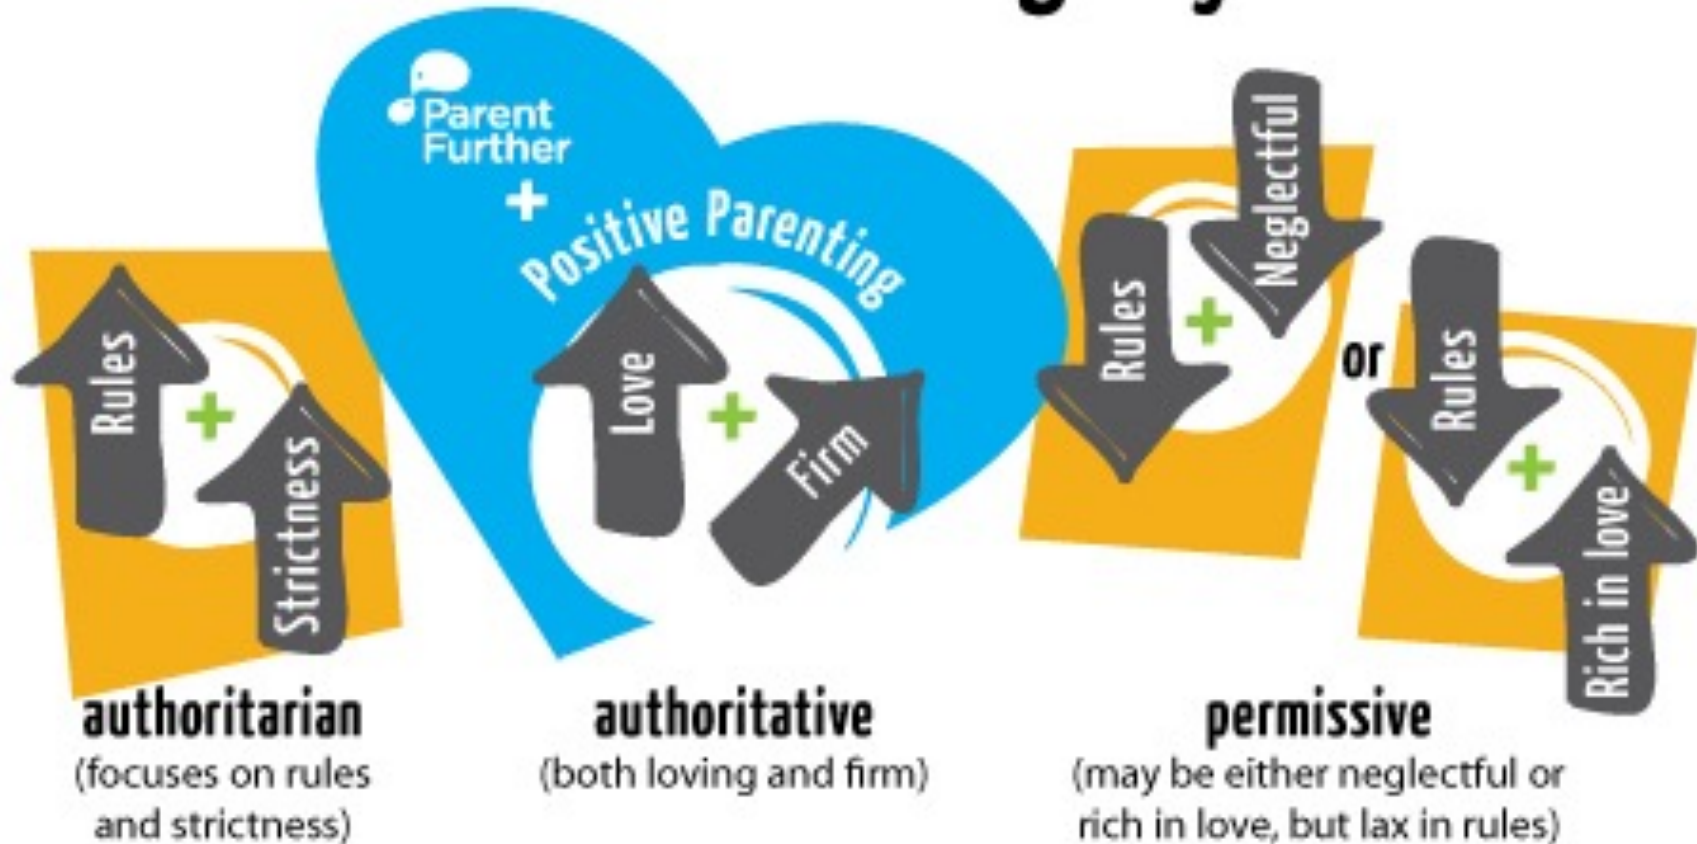 Parent
Further
+
Positive Parenting
Rules
+
Strictness
Love
+
Firm
Rules
+
Neglectful
or
Rules
+
Rich in love
authoritarian
(focuses on rules
and strictness)
authoritative
(both loving and firm)
permissive
(may be either neglectful or
rich in love, but lax in rules)